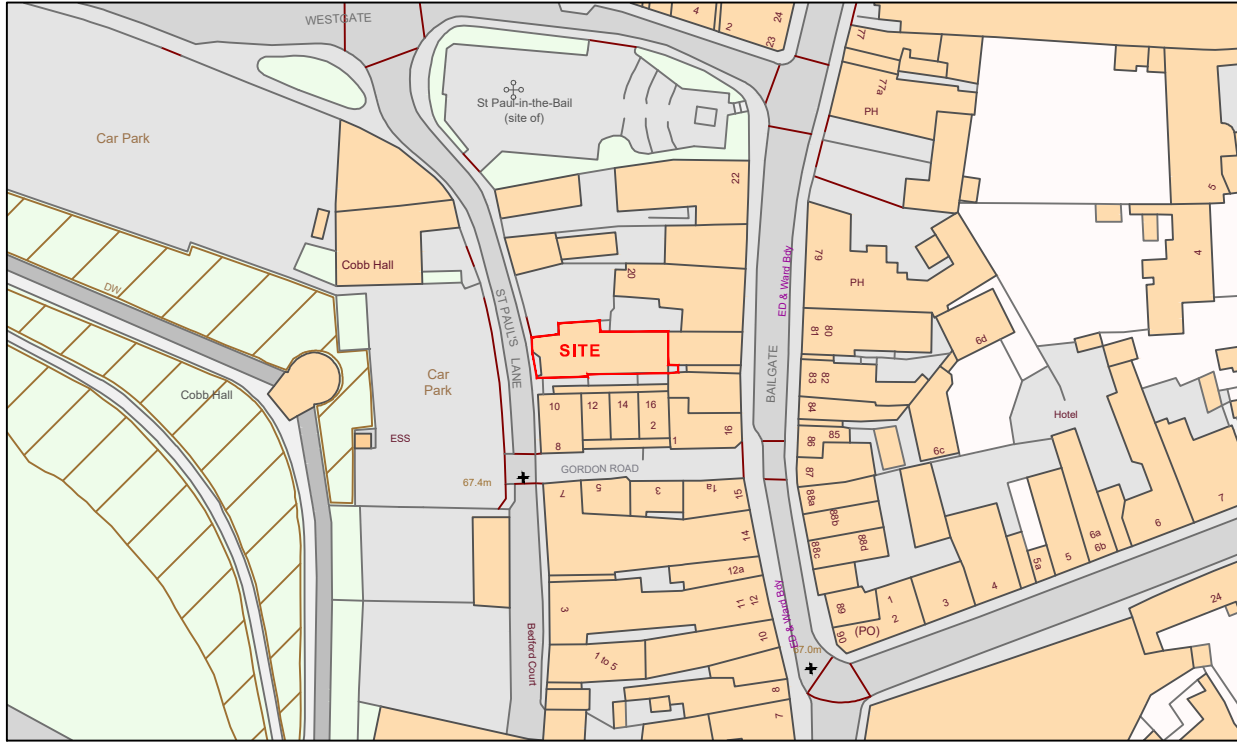 WESTGATE
4
2
24
23
77
77a
PH
St Paul-in-the-Bail
(site of)
Car Park
22
5
Cobb Hall
20
ED & Ward Bdy
79
PH
4
DW
ST PAUL'S LANE
SITE
81
80
6d
BAILGATE
Car
Park
83
82
Cobb Hall
10
12
14
16
2
8
1
16
84
85
86
Hotel
ESS
6c
GORDON ROAD
87
67.4m
7
5
3
1a
15
88a
88b
88c
88d
14
12a
12
11
10
3
1 to 5
Bedford Court
8
7
ED & Ward Bdy
89
90
(PO)
1
2
3
4
5a
5
6a
6b
6
7
24
67.0m